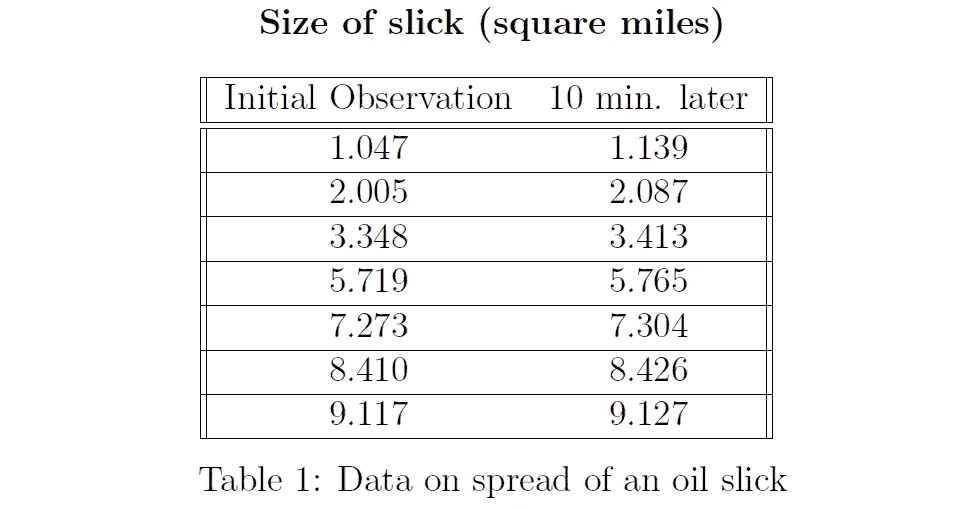 Size of slick (square miles)
Initial Observation 10 min. later
1.047 1.139
2.005 2.087
3.348 3.413
5.719 5.765
7.273 7.304
8.410 8.426
9.117 9.127
Table 1: Data on spread of an oil slick